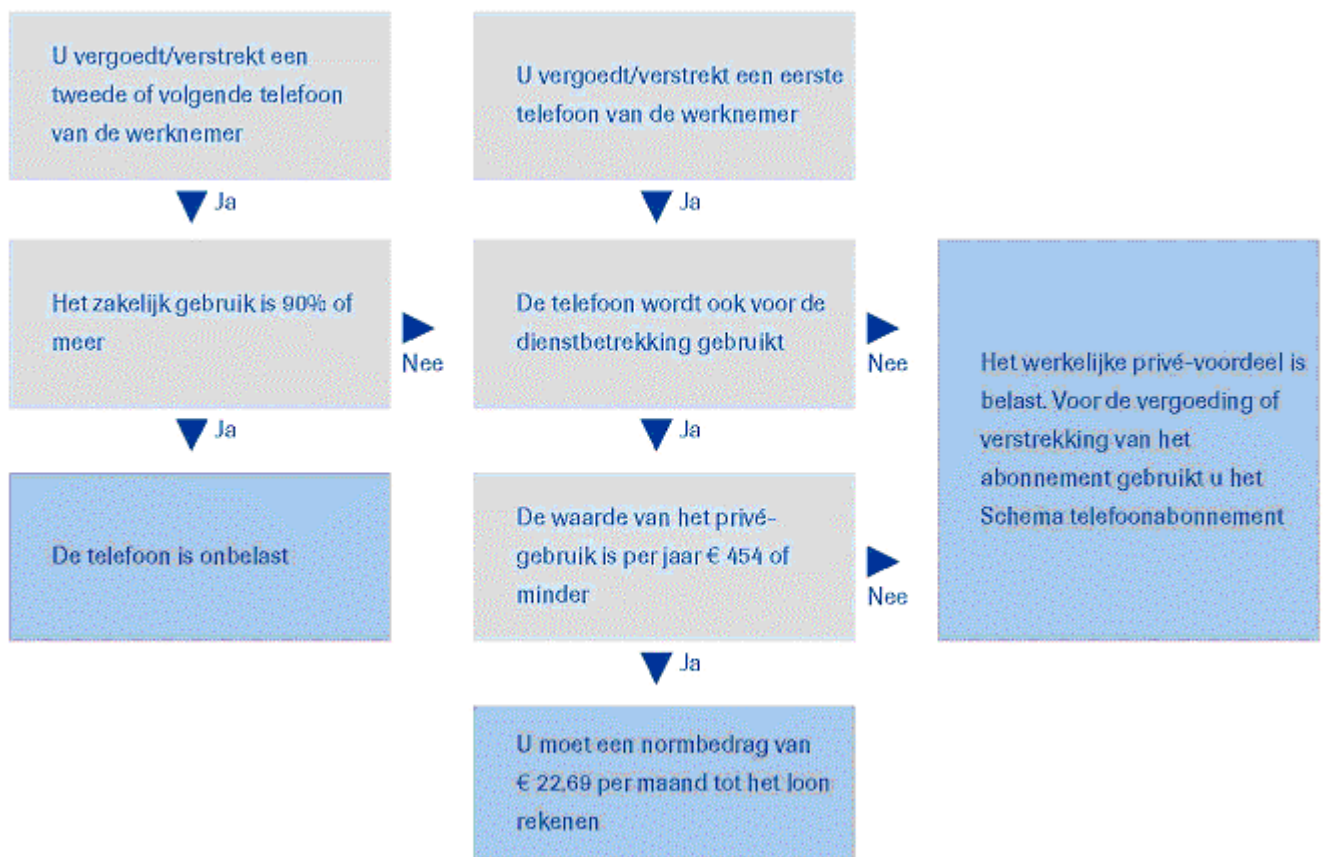 U vergoedt/verstrekt een
tweede of volgende telefoon
van de werknemer
U vergoedt/verstrekt een eerste
telefoon van de werknemer
Ja
Ja
Het zakelijk gebruik is 90% of
meer
Nee
De telefoon wordt ook voor de
dienstbetrekking gebruikt
Nee
Het werkelijke privé-voordeel is
belast. Voor de vergoeding of
verstrekking van het
abonnement gebruikt u het
Schema telefoonabonnement
Ja
Ja
De telefoon is onbelast
De waarde van het privé-
gebruik is per jaar € 454 of
minder
Nee
Ja
U moet een normbedrag van
€ 22,69 per maand tot het loon
rekenen